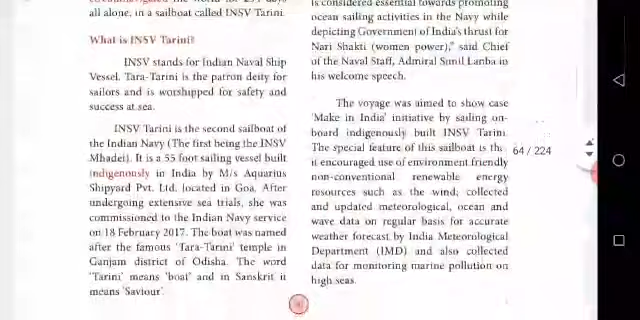 all alone, in a sailboat called INSV Tarini.
What is INSV Tarini?
INSV stands for Indian Naval Ship
Vessel. Tara-Tarini is the patron deity for
sailors and is worshipped for safety and
success at sea.
INSV Tarini is the second sailboat of
the Indian Navy (The first being the INSV
Mhadei). It is a 55 foot sailing vessel built
indigenously in India by M/s Aquarius
Shipyard Pvt. Ltd. located in Goa. After
undergoing extensive sea trials, she was
commissioned to the Indian Navy service
on 18 February 2017. The boat was named
after the famous 'Tara-Tarini' temple in
Ganjam district of Odisha. The word
'Tarini' means 'boat' and in Sanskrit it
means 'Saviour'.
is considered essential towards promoting
ocean sailing activities in the Navy while
depicting Government of India's thrust for
Nari Shakti (women power)," said Chief
of the Naval Staff, Admiral Sunil Lanba in
his welcome speech.
The voyage was aimed to show case
'Make in India' initiative by sailing on-
board indigenously built INSV Tarini.
The special feature of this sailboat is tha
it encouraged use of environment friendly
non-conventional renewable energy
resources such as the wind, collected
and updated meteorological, ocean and
wave data on regular basis for accurate
weather forecast by India Meteorological
Department (IMD) and also collected
data for monitoring marine pollution on
high seas.
64 / 224